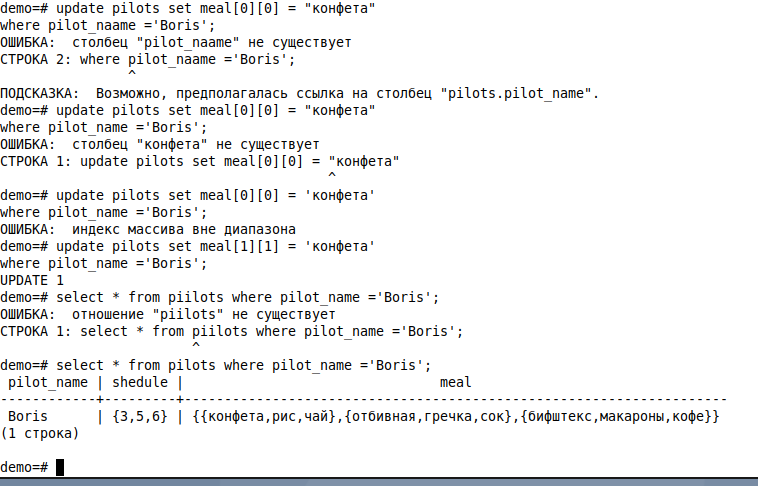 demo=# update pilots set meal[0][0] = "конфета"
where pilot_naame ='Boris';
ОШИБКА:  столбец "pilot_naame" не существует
СТРОКА 2: where pilot_naame ='Boris';
^
ПОДСКАЗКА:  Возможно, предполагалась ссылка на столбец "pilots.pilot_name".
demo=# update pilots set meal[0][0] = "конфета"
where pilot_name ='Boris';
ОШИБКА:  столбец "конфета" не существует
СТРОКА 1: update pilots set meal[0][0] = "конфета"
^
demo=# update pilots set meal[0][0] = 'конфета'
where pilot_name ='Boris';
ОШИБКА:  индекс массива вне диапазона
demo=# update pilots set meal[1][1] = 'конфета'
where pilot_name ='Boris';
UPDATE 1
demo=# select * from piilots where pilot_name ='Boris';
ОШИБКА:  отношение "piilots" не существует
СТРОКА 1: select * from piilots where pilot_name ='Boris';
^
demo=# select * from pilots where pilot_name ='Boris';
pilot_name | shedule | meal
------------+---------+--------------------------------------------------------------------
Boris      | {3,5,6} | {{конфета,рис,чай},{отбивная,гречка,сок},{бифштекс,макароны,кофе}}
(1 строка)
demo=#